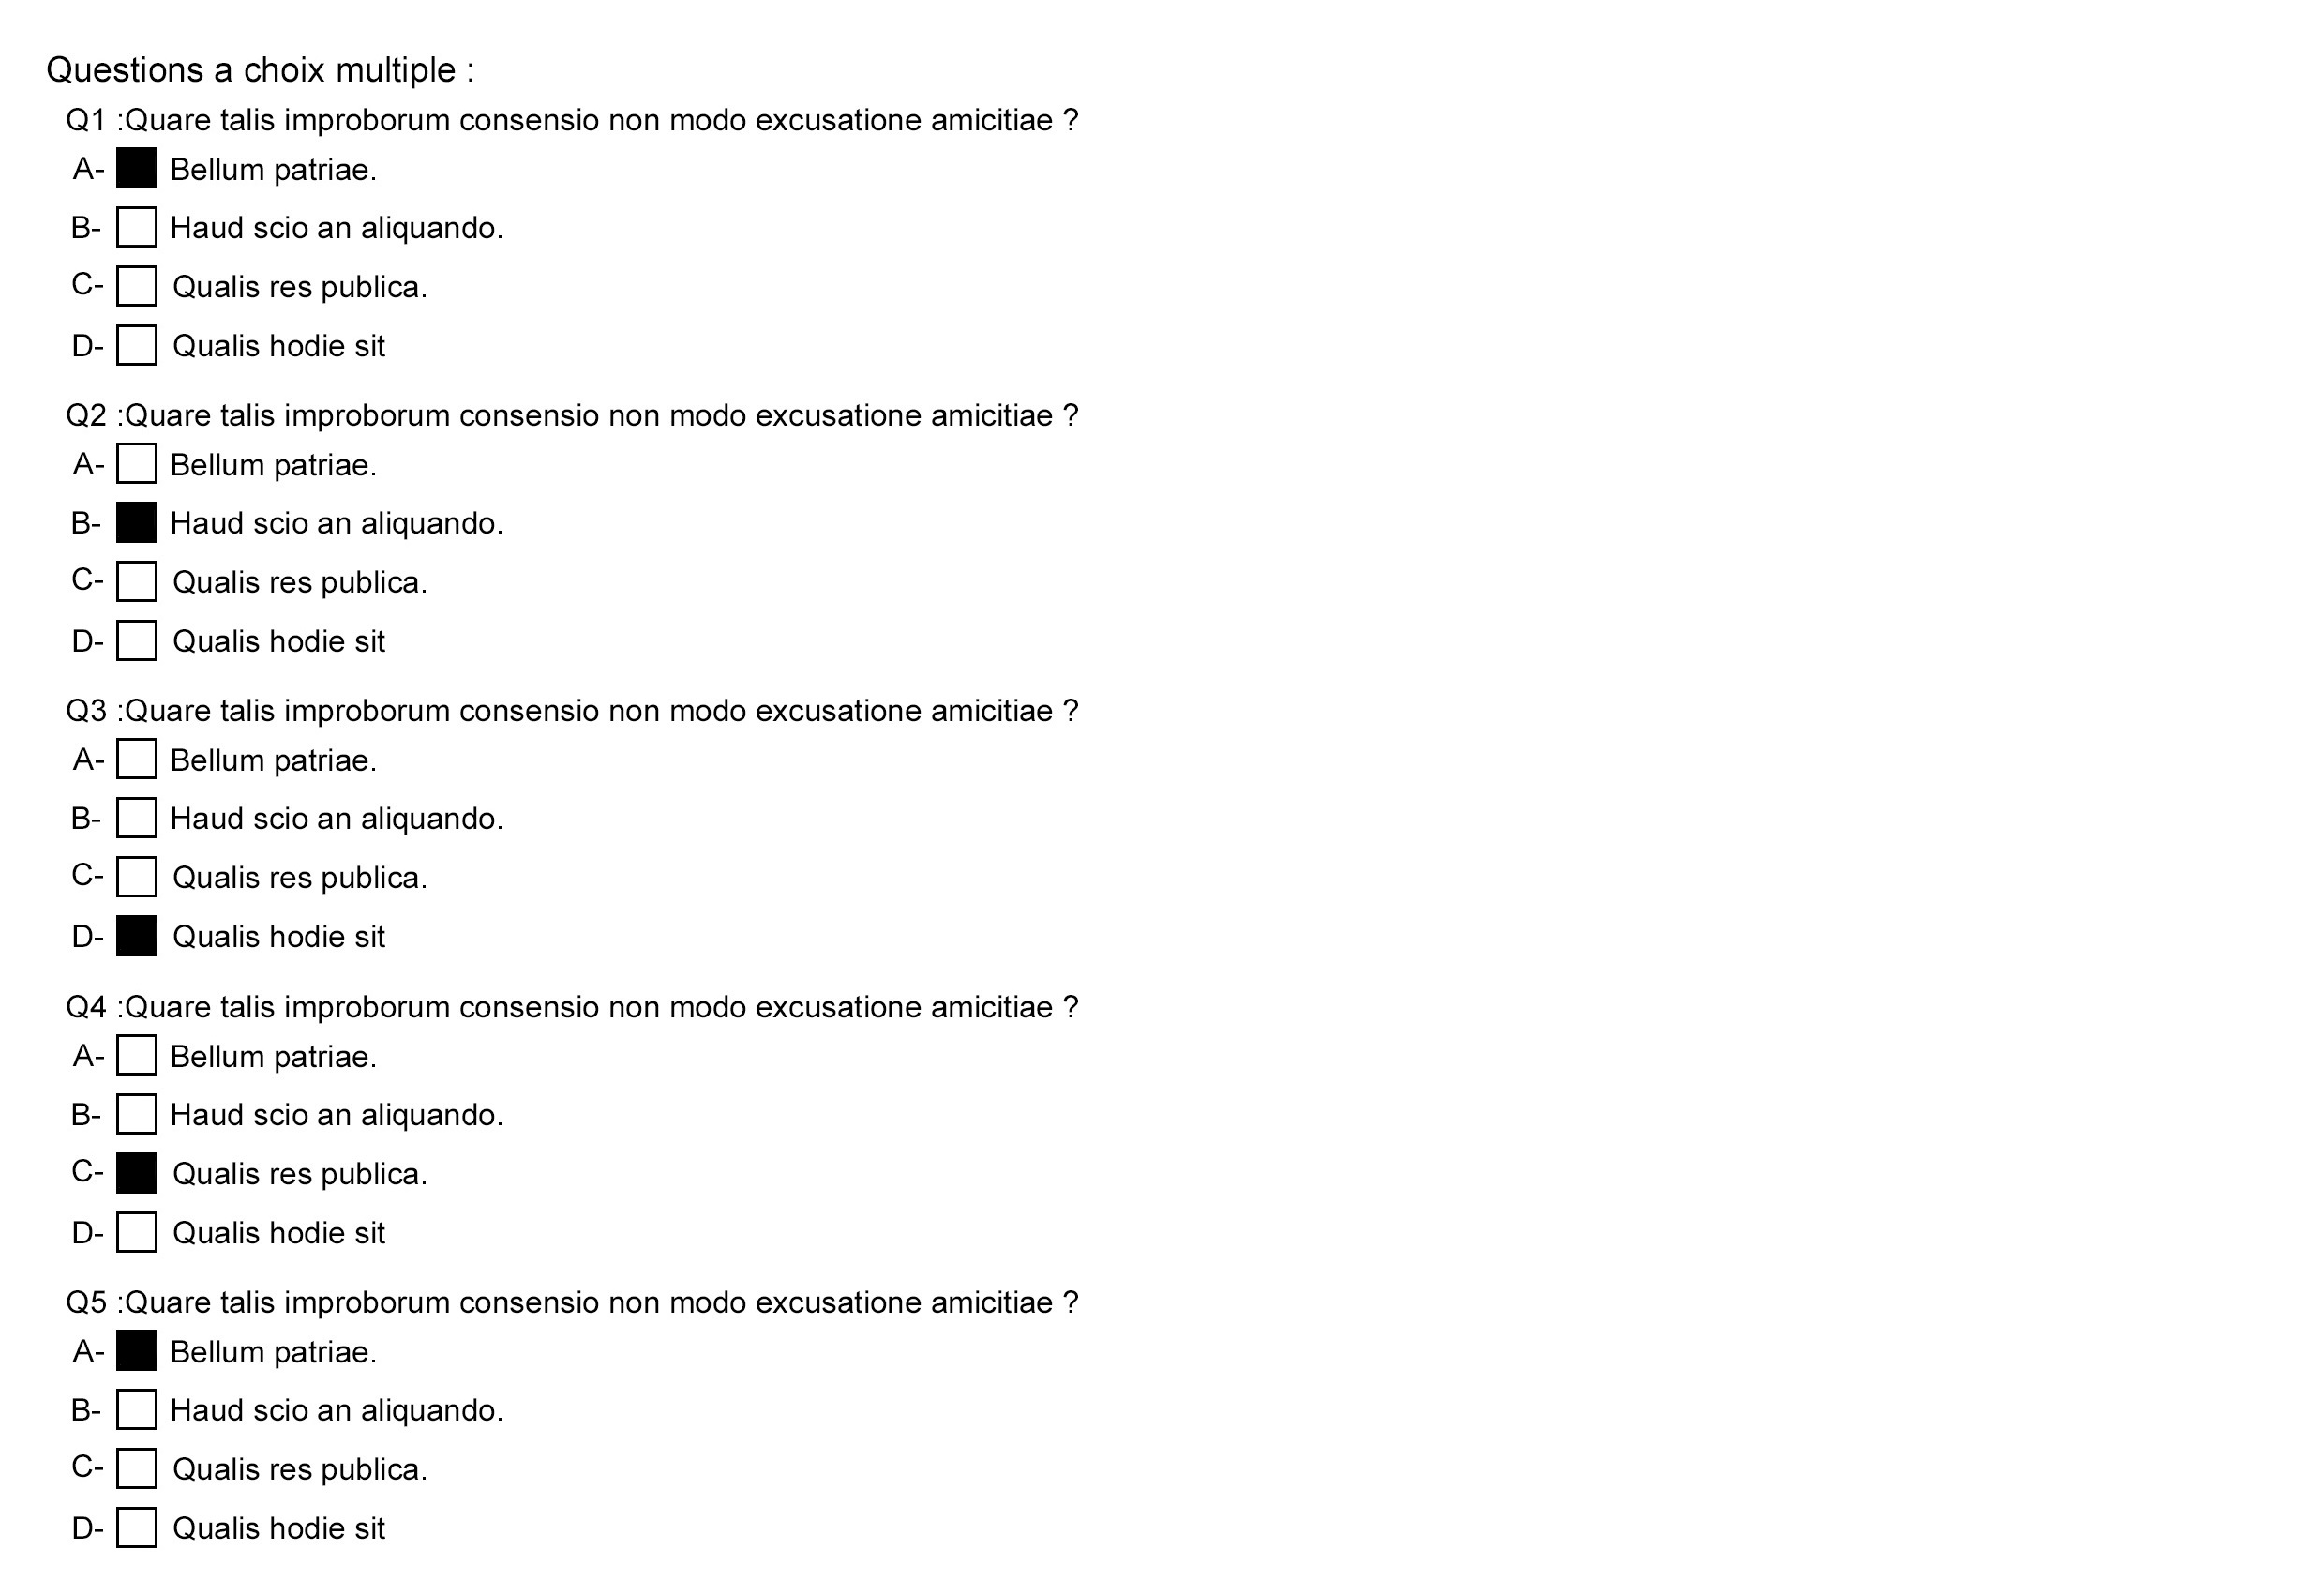 Questions a choix multiple :
Q1 :Quare talis improborum consensio non modo excusatione amicitiae ?
A- Bellum patriae.
B- Haud scio an aliquando.
C- Qualis res publica.
D- Qualis hodie sit
Q2 :Quare talis improborum consensio non modo excusatione amicitiae ?
A- Bellum patriae.
B- Haud scio an aliquando.
C- Qualis res publica.
D- Qualis hodie sit
Q3 :Quare talis improborum consensio non modo excusatione amicitiae ?
A- Bellum patriae.
B- Haud scio an aliquando.
C- Qualis res publica.
D- Qualis hodie sit
Q4 :Quare talis improborum consensio non modo excusatione amicitiae ?
A- Bellum patriae.
B- Haud scio an aliquando.
C- Qualis res publica.
D- Qualis hodie sit
Q5 :Quare talis improborum consensio non modo excusatione amicitiae ?
A- Bellum patriae.
B- Haud scio an aliquando.
C- Qualis res publica.
D- Qualis hodie sit